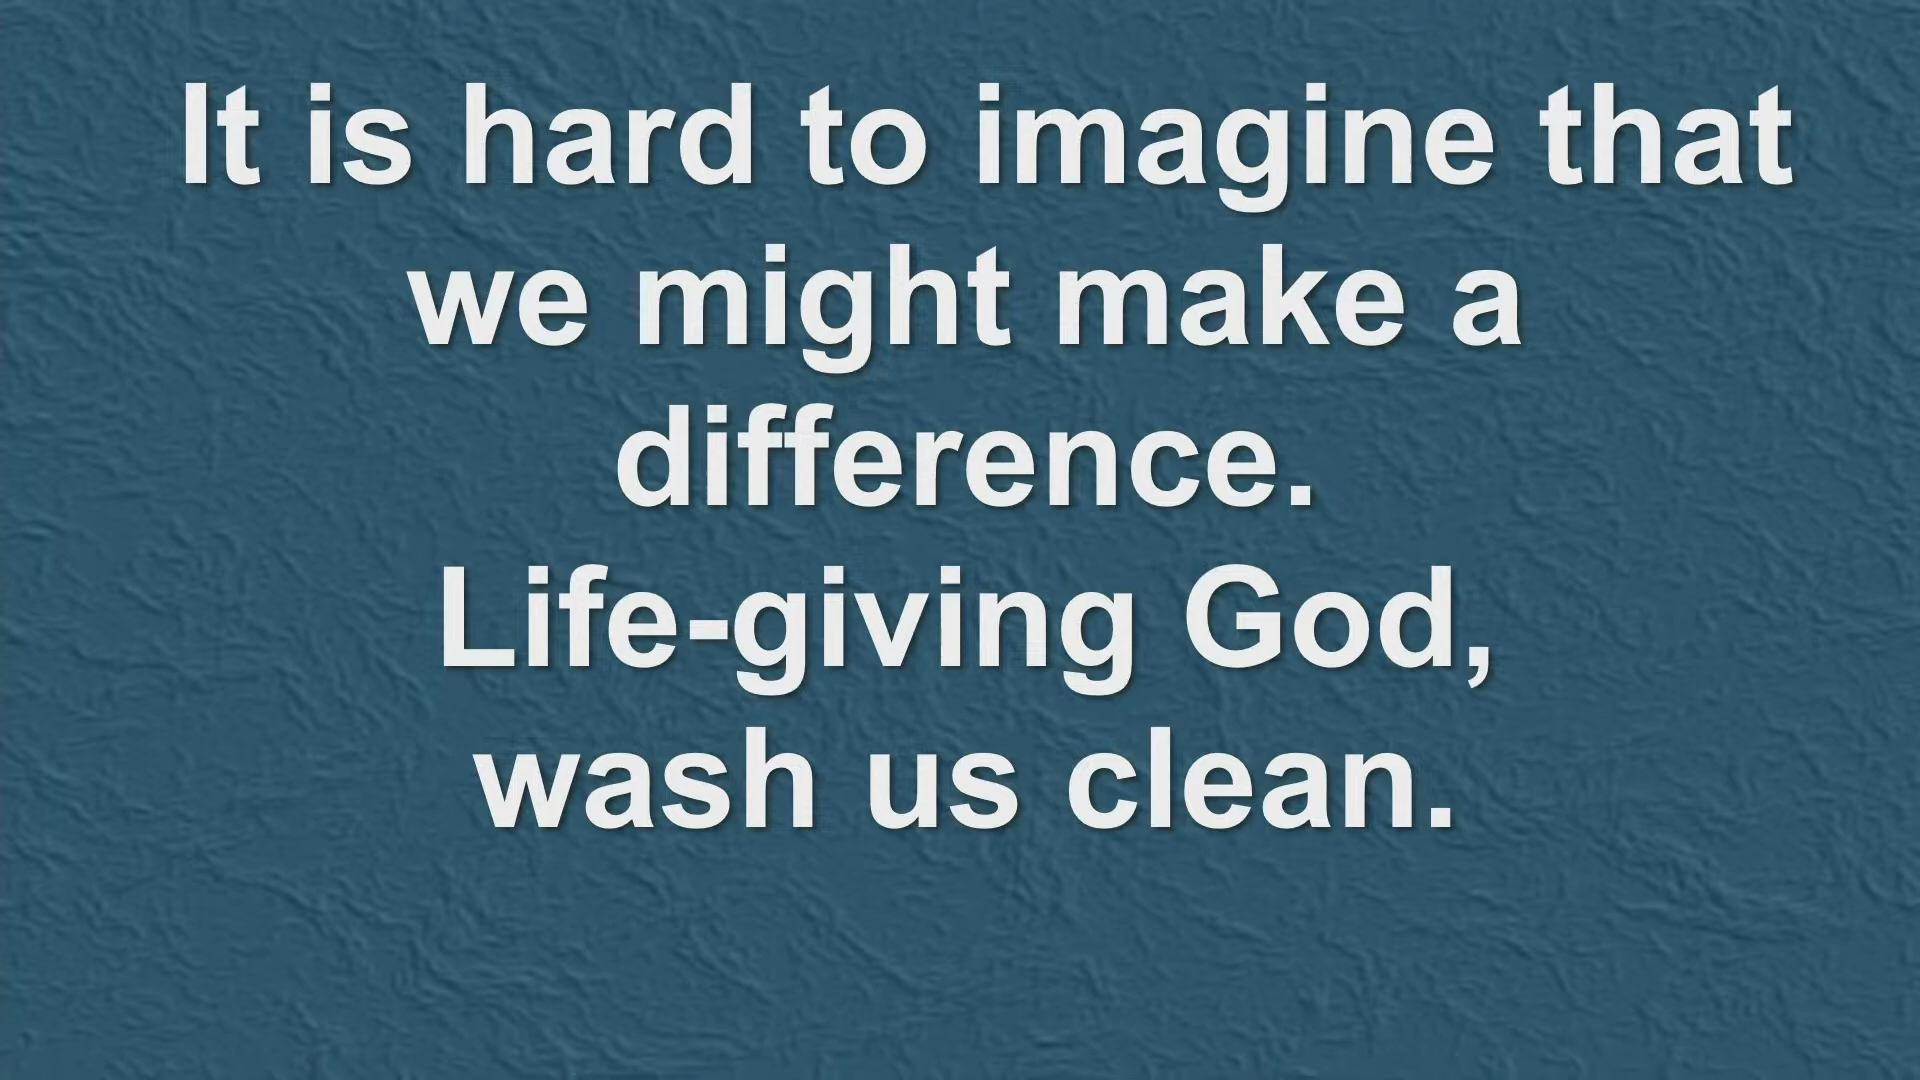 It is hard to imagine that
we might make a
difference.
Life-giving God,
wash us clean.